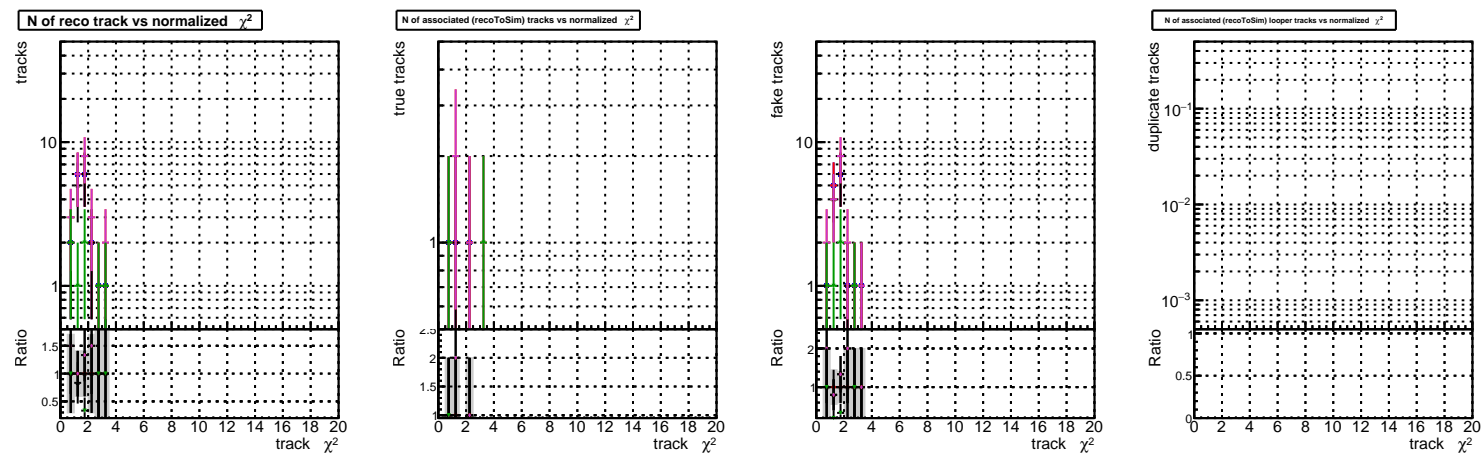 N of reco track vs normalized χ²
tracks
10
1
Ratio
1.5
1
0.5
0 2 4 6 8 10 12 14 16 18 20
track χ²
N of associated (recoToSim) tracks vs normalized χ²
true tracks
1
Ratio
2.5
2
1.5
1
0 2 4 6 8 10 12 14 16 18 20
track χ²
fake tracks
10
1
Ratio
2
1
0 2 4 6 8 10 12 14 16 18 20
track χ²
N of associated (recoToSim) looper tracks vs normalized χ²
duplicate tracks
10⁻¹
10⁻²
10⁻³
Ratio
1
0.5
0
0 2 4 6 8 10 12 14 16 18 20
track χ²